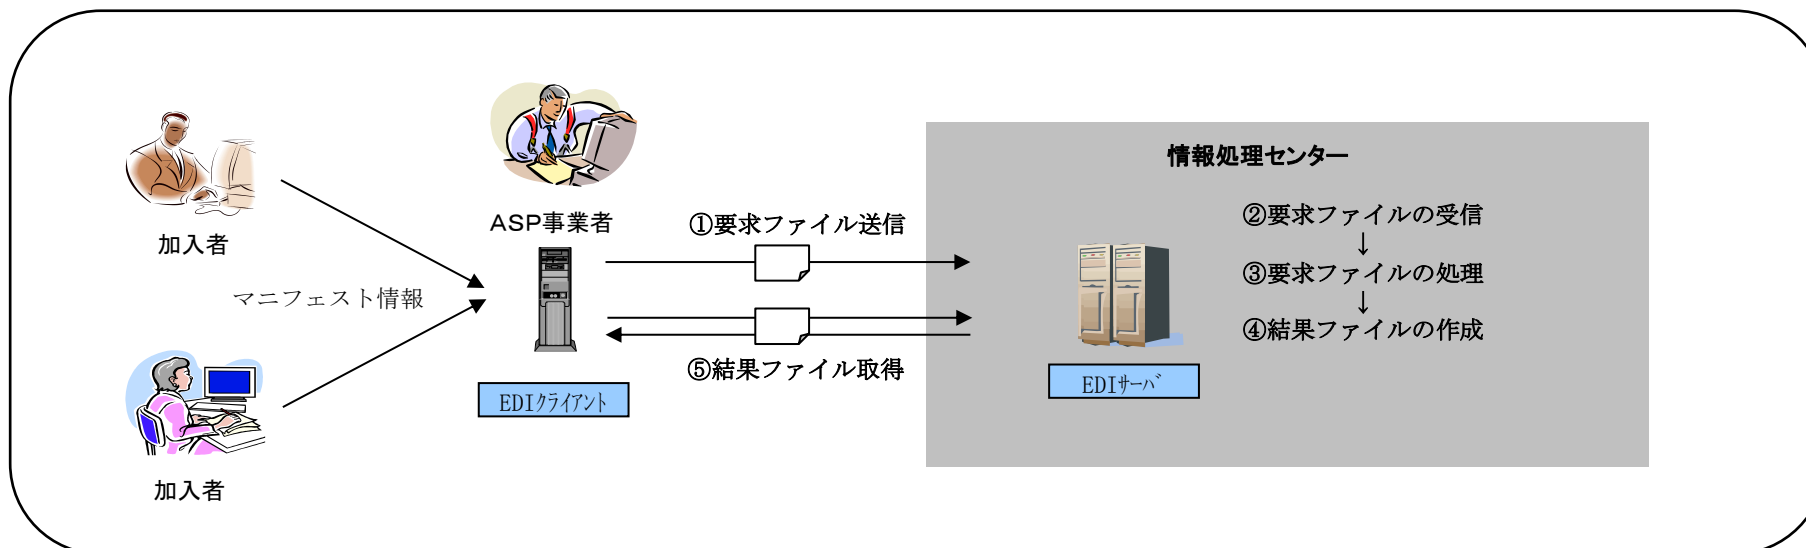 情報処理センター
ASP事業者
①要求ファイル送信
②要求ファイルの受信
↓
加入者
③要求ファイルの処理
マニフェスト情報
↓
④結果ファイルの作成
⑤結果ファイル取得
EDIクライアント
EDIサーバ
加入者